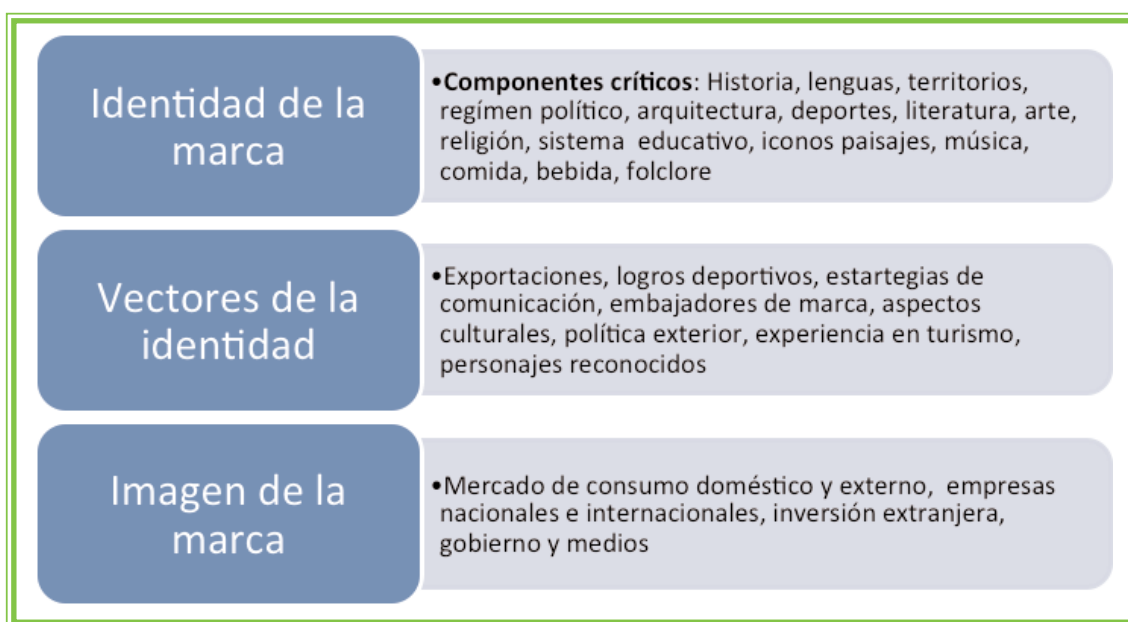 Identidad de la
marca
•Componentes críticos: Historia, lenguas, territorios,
regímen político, arquitectura, deportes, literatura, arte,
religión, sistema educativo, iconos paisajes, música,
comida, bebida, folclore
Vectores de la
identidad
•Exportaciones, logros deportivos, estartegias de
comunicación, embajadores de marca, aspectos
culturales, política exterior, experiencia en turismo,
personajes reconocidos
Imagen de la
marca
•Mercado de consumo doméstico y externo, empresas
nacionales e internacionales, inversión extranjera,
gobierno y medios